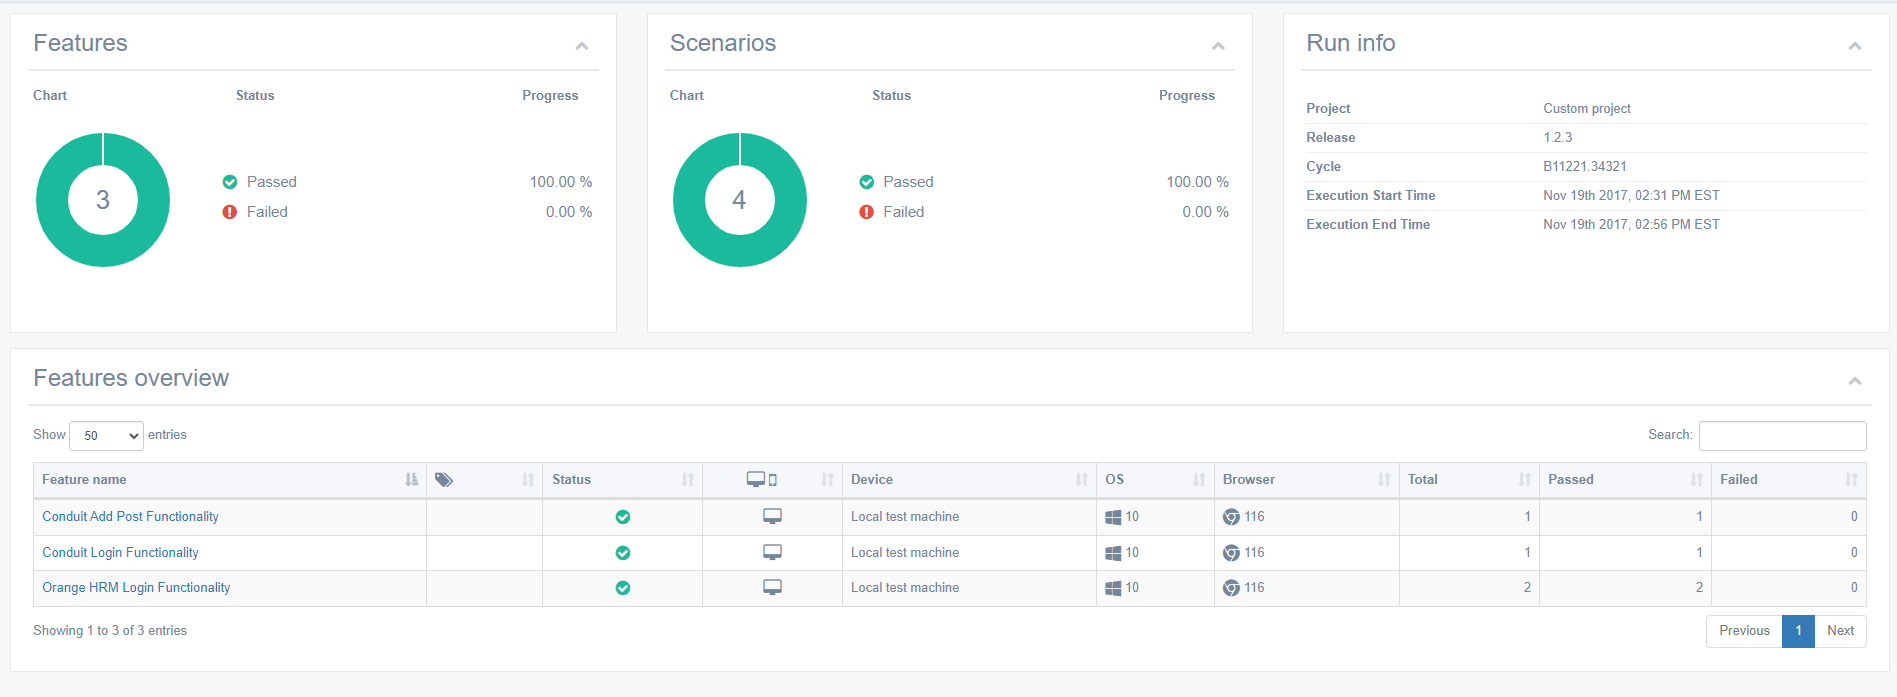 Features
Chart Status Progress
3
Passed 100.00 %
Failed 0.00 %
Scenarios
Chart Status Progress
4
Passed 100.00 %
Failed 0.00 %
Run info
Project Custom project
Release 1.2.3
Cycle B11221.34321
Execution Start Time Nov 19th 2017, 02:31 PM EST
Execution End Time Nov 19th 2017, 02:56 PM EST
Features overview
Show 50 entries Search:
Feature name Status Device OS Browser Total Passed Failed
Conduit Add Post Functionality Local test machine 10 116 1 1 0
Conduit Login Functionality Local test machine 10 116 1 1 0
Orange HRM Login Functionality Local test machine 10 116 2 2 0
Showing 1 to 3 of 3 entries Previous 1 Next